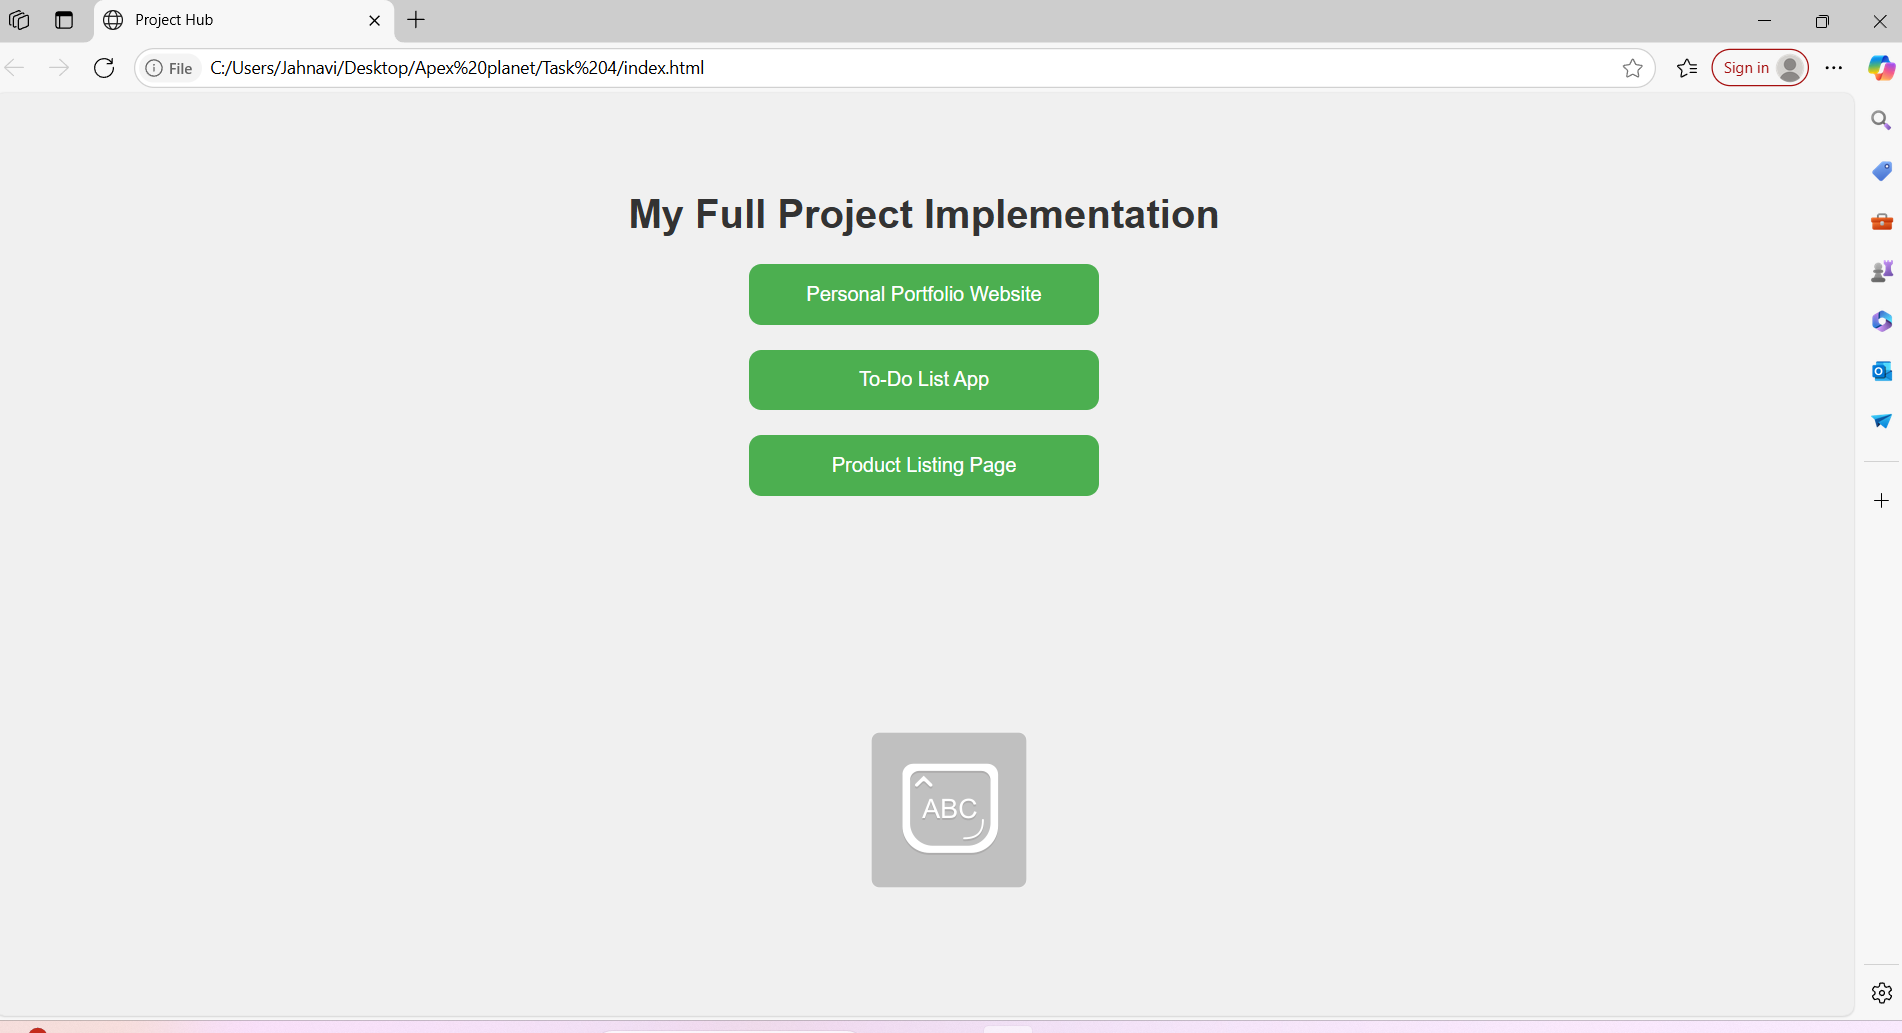 Project Hub
File C:/Users/Jahnavi/Desktop/Apex%20planet/Task%204/index.html
Sign in
My Full Project Implementation
Personal Portfolio Website
To-Do List App
Product Listing Page
ABC